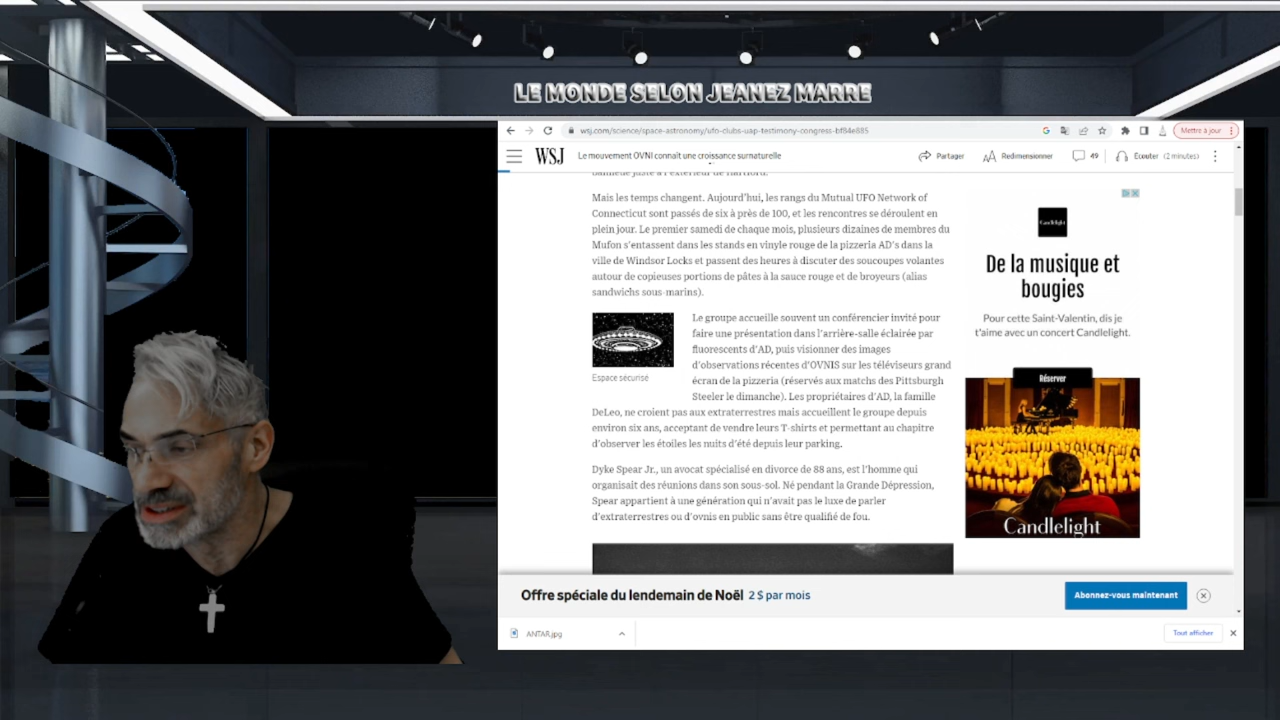 LE MONDE SELON JEANEZ MARRE
wsj.com/science/space-astronomy/ufo-clubs-uap-testimony-congress-bf84e885
Mettre à jour
WSJ
Le mouvement OVNI connaît une croissance surnaturelle
Partager
AA Redimensionner
49
Écouter (2 minutes)
banlieue juste à l'extérieur de Hartford.
Mais les temps changent. Aujourd'hui, les rangs du Mutual UFO Network of
Connecticut sont passés de six à près de 100, et les rencontres se déroulent en
plein jour. Le premier samedi de chaque mois, plusieurs dizaines de membres du
Mufon s'entassent dans les stands en vinyle rouge de la pizzeria AD's dans la
ville de Windsor Locks et passent des heures à discuter des soucoupes volantes
autour de copieuses portions de pâtes à la sauce rouge et de broyeurs (alias
sandwichs sous-marins).
Le groupe accueille souvent un conférencier invité pour
faire une présentation dans l'arrière-salle éclairée par
fluorescents d'AD, puis visionner des images
d'observations récentes d'OVNIS sur les téléviseurs grand
écran de la pizzeria (réservés aux matchs des Pittsburgh
Steeler le dimanche). Les propriétaires d'AD, la famille
Espace sécurisé
DeLeo, ne croient pas aux extraterrestres mais accueillent le groupe depuis
environ six ans, acceptant de vendre leurs T-shirts et permettant au chapitre
d'observer les étoiles les nuits d'été depuis leur parking.
Dyke Spear Jr., un avocat spécialisé en divorce de 88 ans, est l'homme qui
organisait des réunions dans son sous-sol. Né pendant la Grande Dépression,
Spear appartient à une génération qui n'avait pas le luxe de parler
d'extraterrestres ou d'ovnis en public sans être qualifié de fou.
Candlelight
De la musique et
bougies
Pour cette Saint-Valentin, dis je
t'aime avec un concert Candlelight.
Réserver
Candlelight
Offre spéciale du lendemain de Noël 2 $ par mois
Abonnez-vous maintenant
ANTAR.jpg
Tout afficher